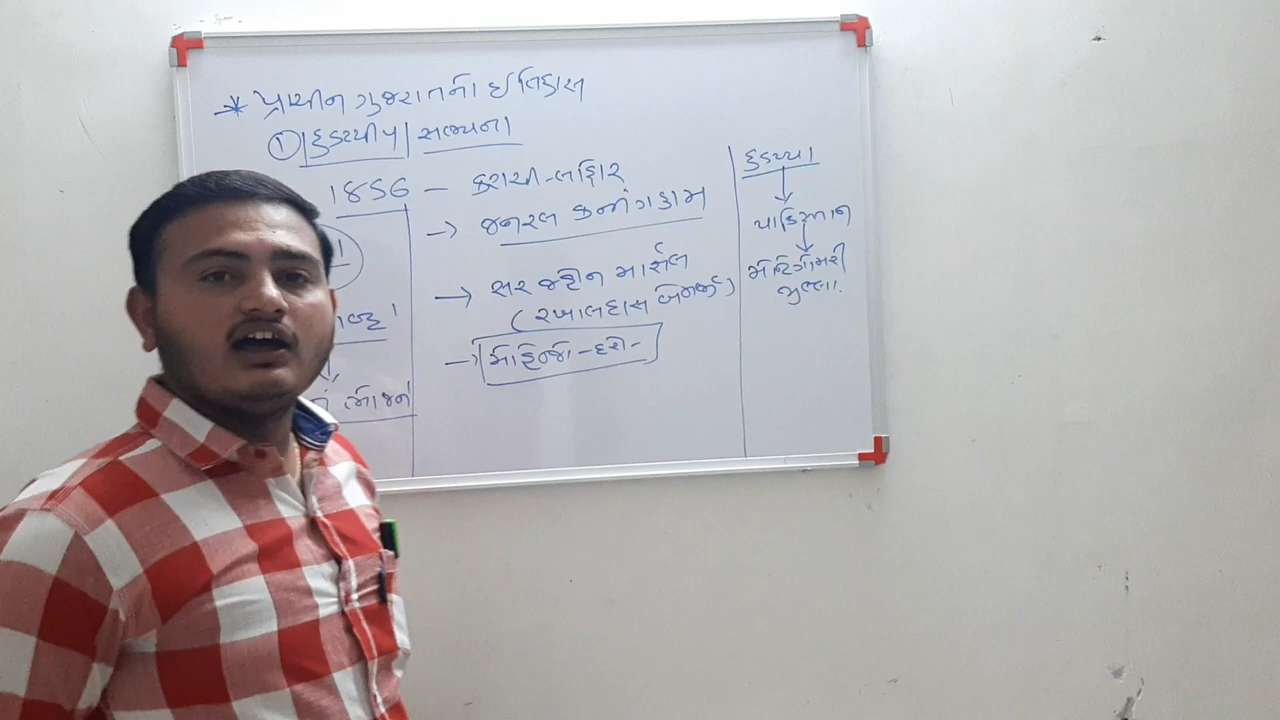 * પ્રાચીન ગુજરાતનો ઈતિહાસ
① હડપ્પીય સભ્યતા
1856 – કરાચી-લાહોર
→ જનરલ કનિંગહામ
→ સર જ્હોન માર્શલ
(રખાલદાસ બેનર્જી)
→ મોહેન્જો-દડો-
હડપ્પા
પાકિસ્તાન
મોન્ટગોમરી
જીલ્લા.